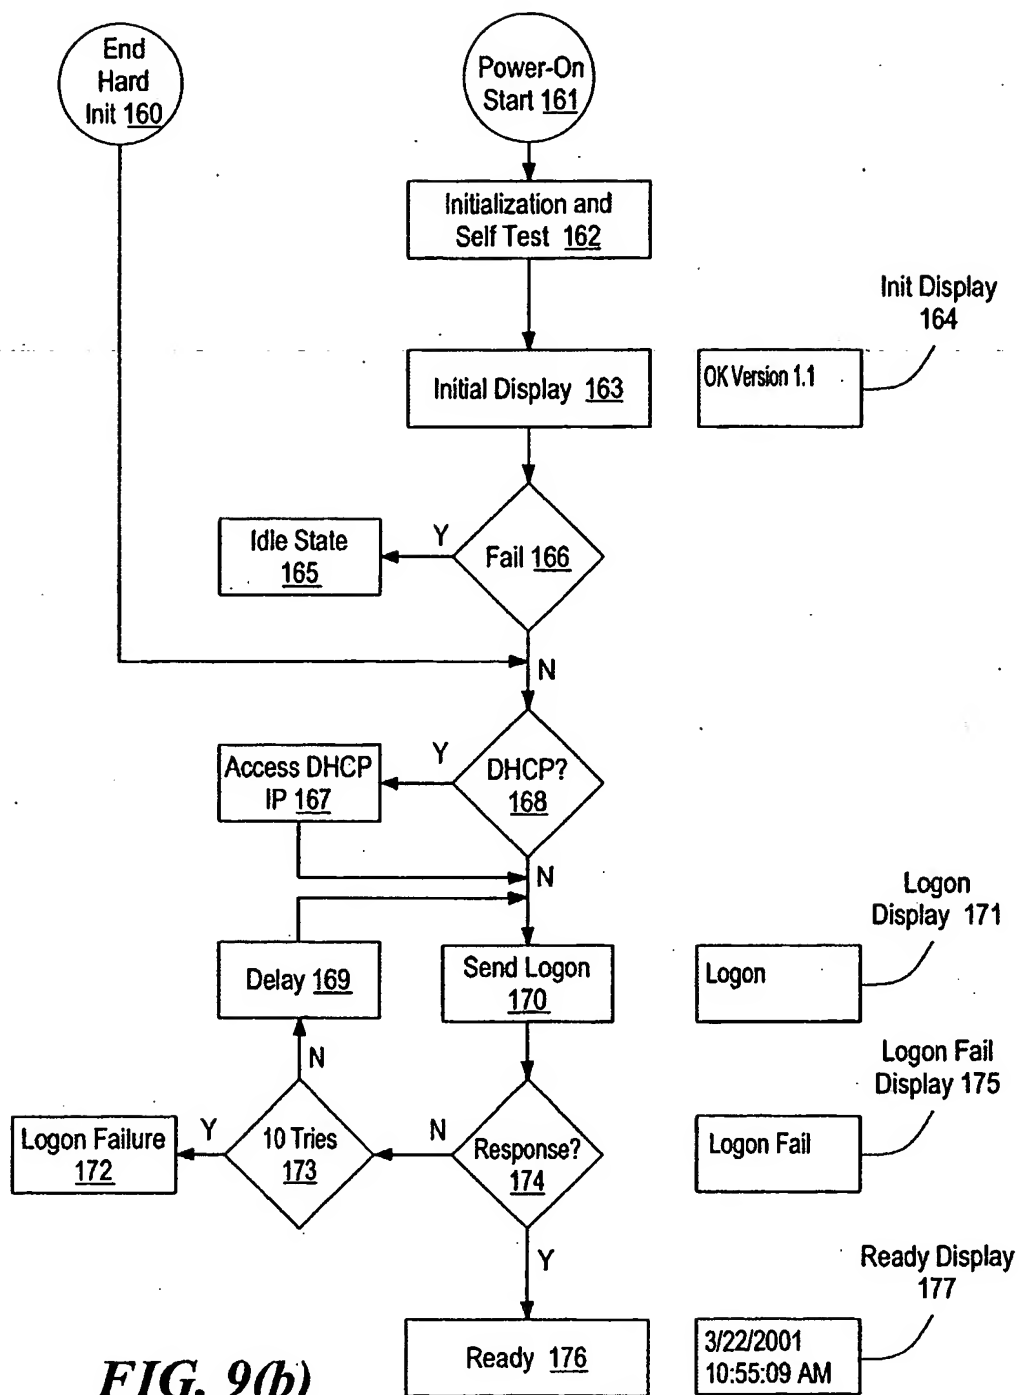 End
Hard
Init 160
Power-On
Start 161
Initialization and
Self Test 162
Init Display
164
Initial Display 163
OK Version 1.1
Idle State
165
Y
Fail 166
N
Access DHCP
IP 167
Y
DHCP?
168
N
Logon
Display 171
Delay 169
Send Logon
170
Logon
N
Logon Fail
Display 175
Logon Failure
172
Y
10 Tries
173
N
Response?
174
Logon Fail
Y
Ready Display
177
Ready 176
3/22/2001
10:55:09 AM
FIG. 9(b)